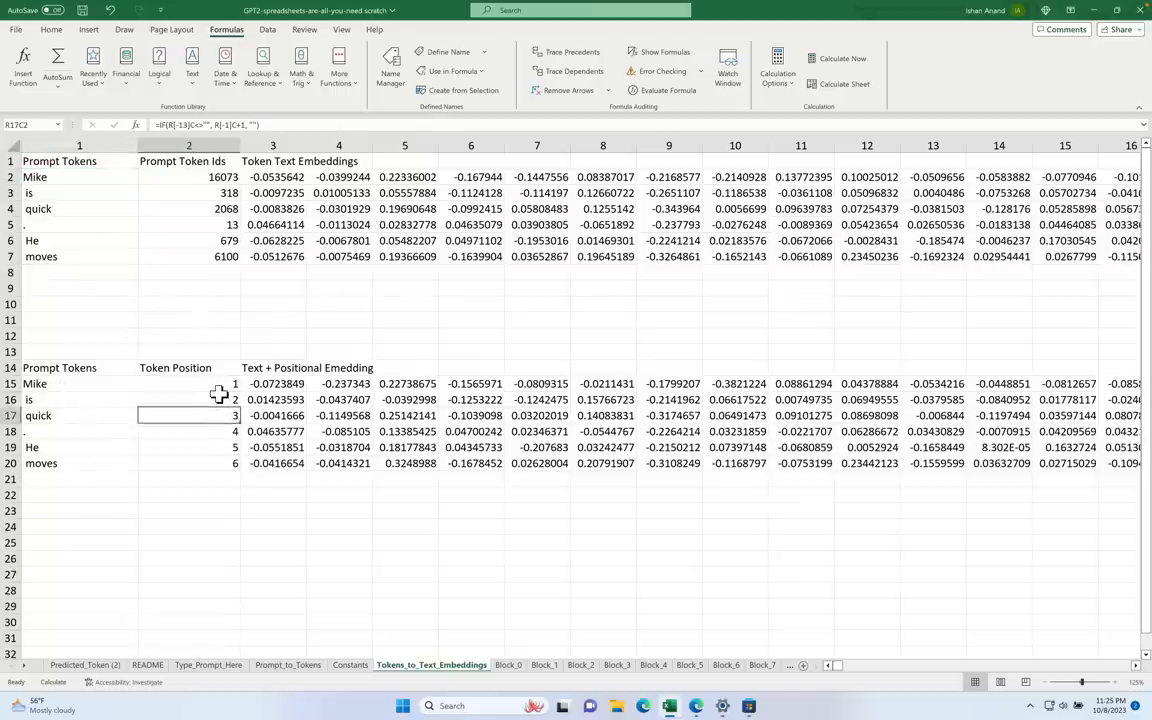 AutoSave Off GPT2-spreadsheets-are-all-you-need scratch Search Ishan Anand IA
File Home Insert Draw Page Layout Formulas Data Review View Help Comments Share
Insert Function AutoSum Recently Used Financial Logical Text Date & Time Lookup & Reference Math & Trig More Functions Name Manager Define Name Use in Formula Create from Selection Trace Precedents Trace Dependents Remove Arrows Show Formulas Error Checking Evaluate Formula Watch Window Calculation Options Calculate Now Calculate Sheet
Function Library Defined Names Formula Auditing Calculation
R17C2 fx =IF(R[-13]C<>"", R[-1]C+1, "")
1 2 3 4 5 6 7 8 9 10 11 12 13 14 15 16
1 Prompt Tokens Prompt Token Ids Token Text Embeddings
2 Mike 16073 -0.0535642 -0.0399244 0.22336002 -0.167944 -0.1447556 0.08387017 -0.2168577 -0.2140928 0.13772395 0.10025012 -0.0509656 -0.0583882 -0.0770946 -0.10
3 is 318 -0.0097235 0.01005133 0.05557884 -0.1124128 -0.114197 0.12660722 -0.2651107 -0.1186538 -0.0361108 0.05096832 0.0040486 -0.0753268 0.05702734 -0.041
4 quick 2068 -0.0083826 -0.0301929 0.19690648 -0.0992415 0.05808483 0.1255142 -0.343964 0.0056699 0.09639783 0.07254379 -0.0381503 -0.128176 0.05285898 0.0567
5 . 13 0.04664114 -0.0113024 0.02832778 0.04635079 0.03903805 -0.0651892 -0.237793 -0.0276248 -0.0089369 0.05542534 0.02650536 -0.0183138 0.04464085 0.0338
6 He 679 -0.0628225 -0.0067801 0.05482207 0.04971102 -0.1953016 0.01469301 -0.2241214 0.02183576 -0.0672066 -0.0028431 -0.185474 -0.0046237 0.17030545 0.042
7 moves 6100 -0.0512676 -0.0075469 0.19366609 -0.1639904 0.03652867 0.19645189 -0.3264861 -0.1652143 -0.0661089 0.23450236 -0.1692324 0.02954441 0.0267799 -0.115
8
9
10
11
12
13
14 Prompt Tokens Token Position Text + Positional Emedding
15 Mike 1 -0.0723849 -0.237343 0.22738675 -0.1565971 -0.0809315 -0.0211431 -0.1799207 -0.3821224 0.08861294 0.04378884 -0.0534216 -0.0448851 -0.0812617 -0.085
16 is 2 0.01423593 -0.0437407 -0.0392998 -0.1253222 -0.1242475 0.15766723 -0.2141962 0.06617522 0.00749535 0.06949555 -0.0379585 -0.0840952 0.01778117 -0.024
17 quick 3 -0.0041666 -0.1149568 0.25142141 -0.1039098 0.03202019 0.14083831 -0.3174657 0.06491473 0.09101275 0.08698098 -0.006844 -0.1197494 0.03597144 0.0807
18 . 4 0.04635777 -0.085105 0.13385425 0.04700242 0.02346371 -0.0544767 -0.2264214 0.03231859 -0.0221707 0.06286672 0.03430829 -0.0070915 0.04209569 0.0432
19 He 5 -0.0551851 -0.0318704 0.18177843 0.04345733 -0.207683 0.03242477 -0.2150212 0.07397148 -0.0680859 0.0052924 -0.1658489 8.302E-05 0.1632724 0.0513
20 moves 6 -0.0416654 -0.0414321 0.3248988 -0.1678452 0.02628004 0.20791907 -0.3108249 -0.1168797 -0.0753199 0.23442123 -0.1559599 0.03632709 0.02715029 -0.109
21
22
23
24
25
26
27
28
29
30
31
32
Predicted_Token (2) README Type_Prompt_Here Prompt_to_Tokens Constants Tokens_to_Text_Embeddings Block_0 Block_1 Block_2 Block_3 Block_4 Block_5 Block_6 Block_7 ...
Ready Calculate Accessibility: Investigate 125%
56°F
Mostly cloudy
Search
11:25 PM
10/8/2023